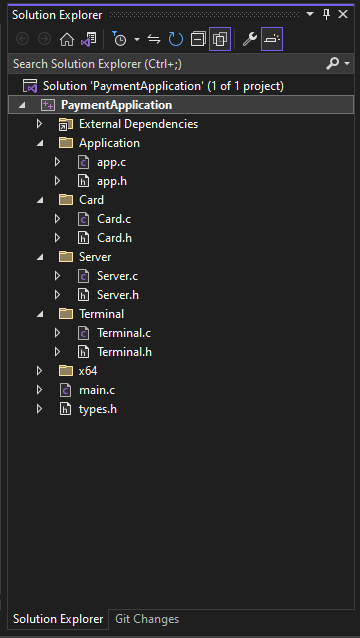 Solution Explorer
Search Solution Explorer (Ctrl+;)
Solution 'PaymentApplication' (1 of 1 project)
PaymentApplication
External Dependencies
Application
app.c
app.h
Card
Card.c
Card.h
Server
Server.c
Server.h
Terminal
Terminal.c
Terminal.h
x64
main.c
types.h
Solution Explorer Git Changes